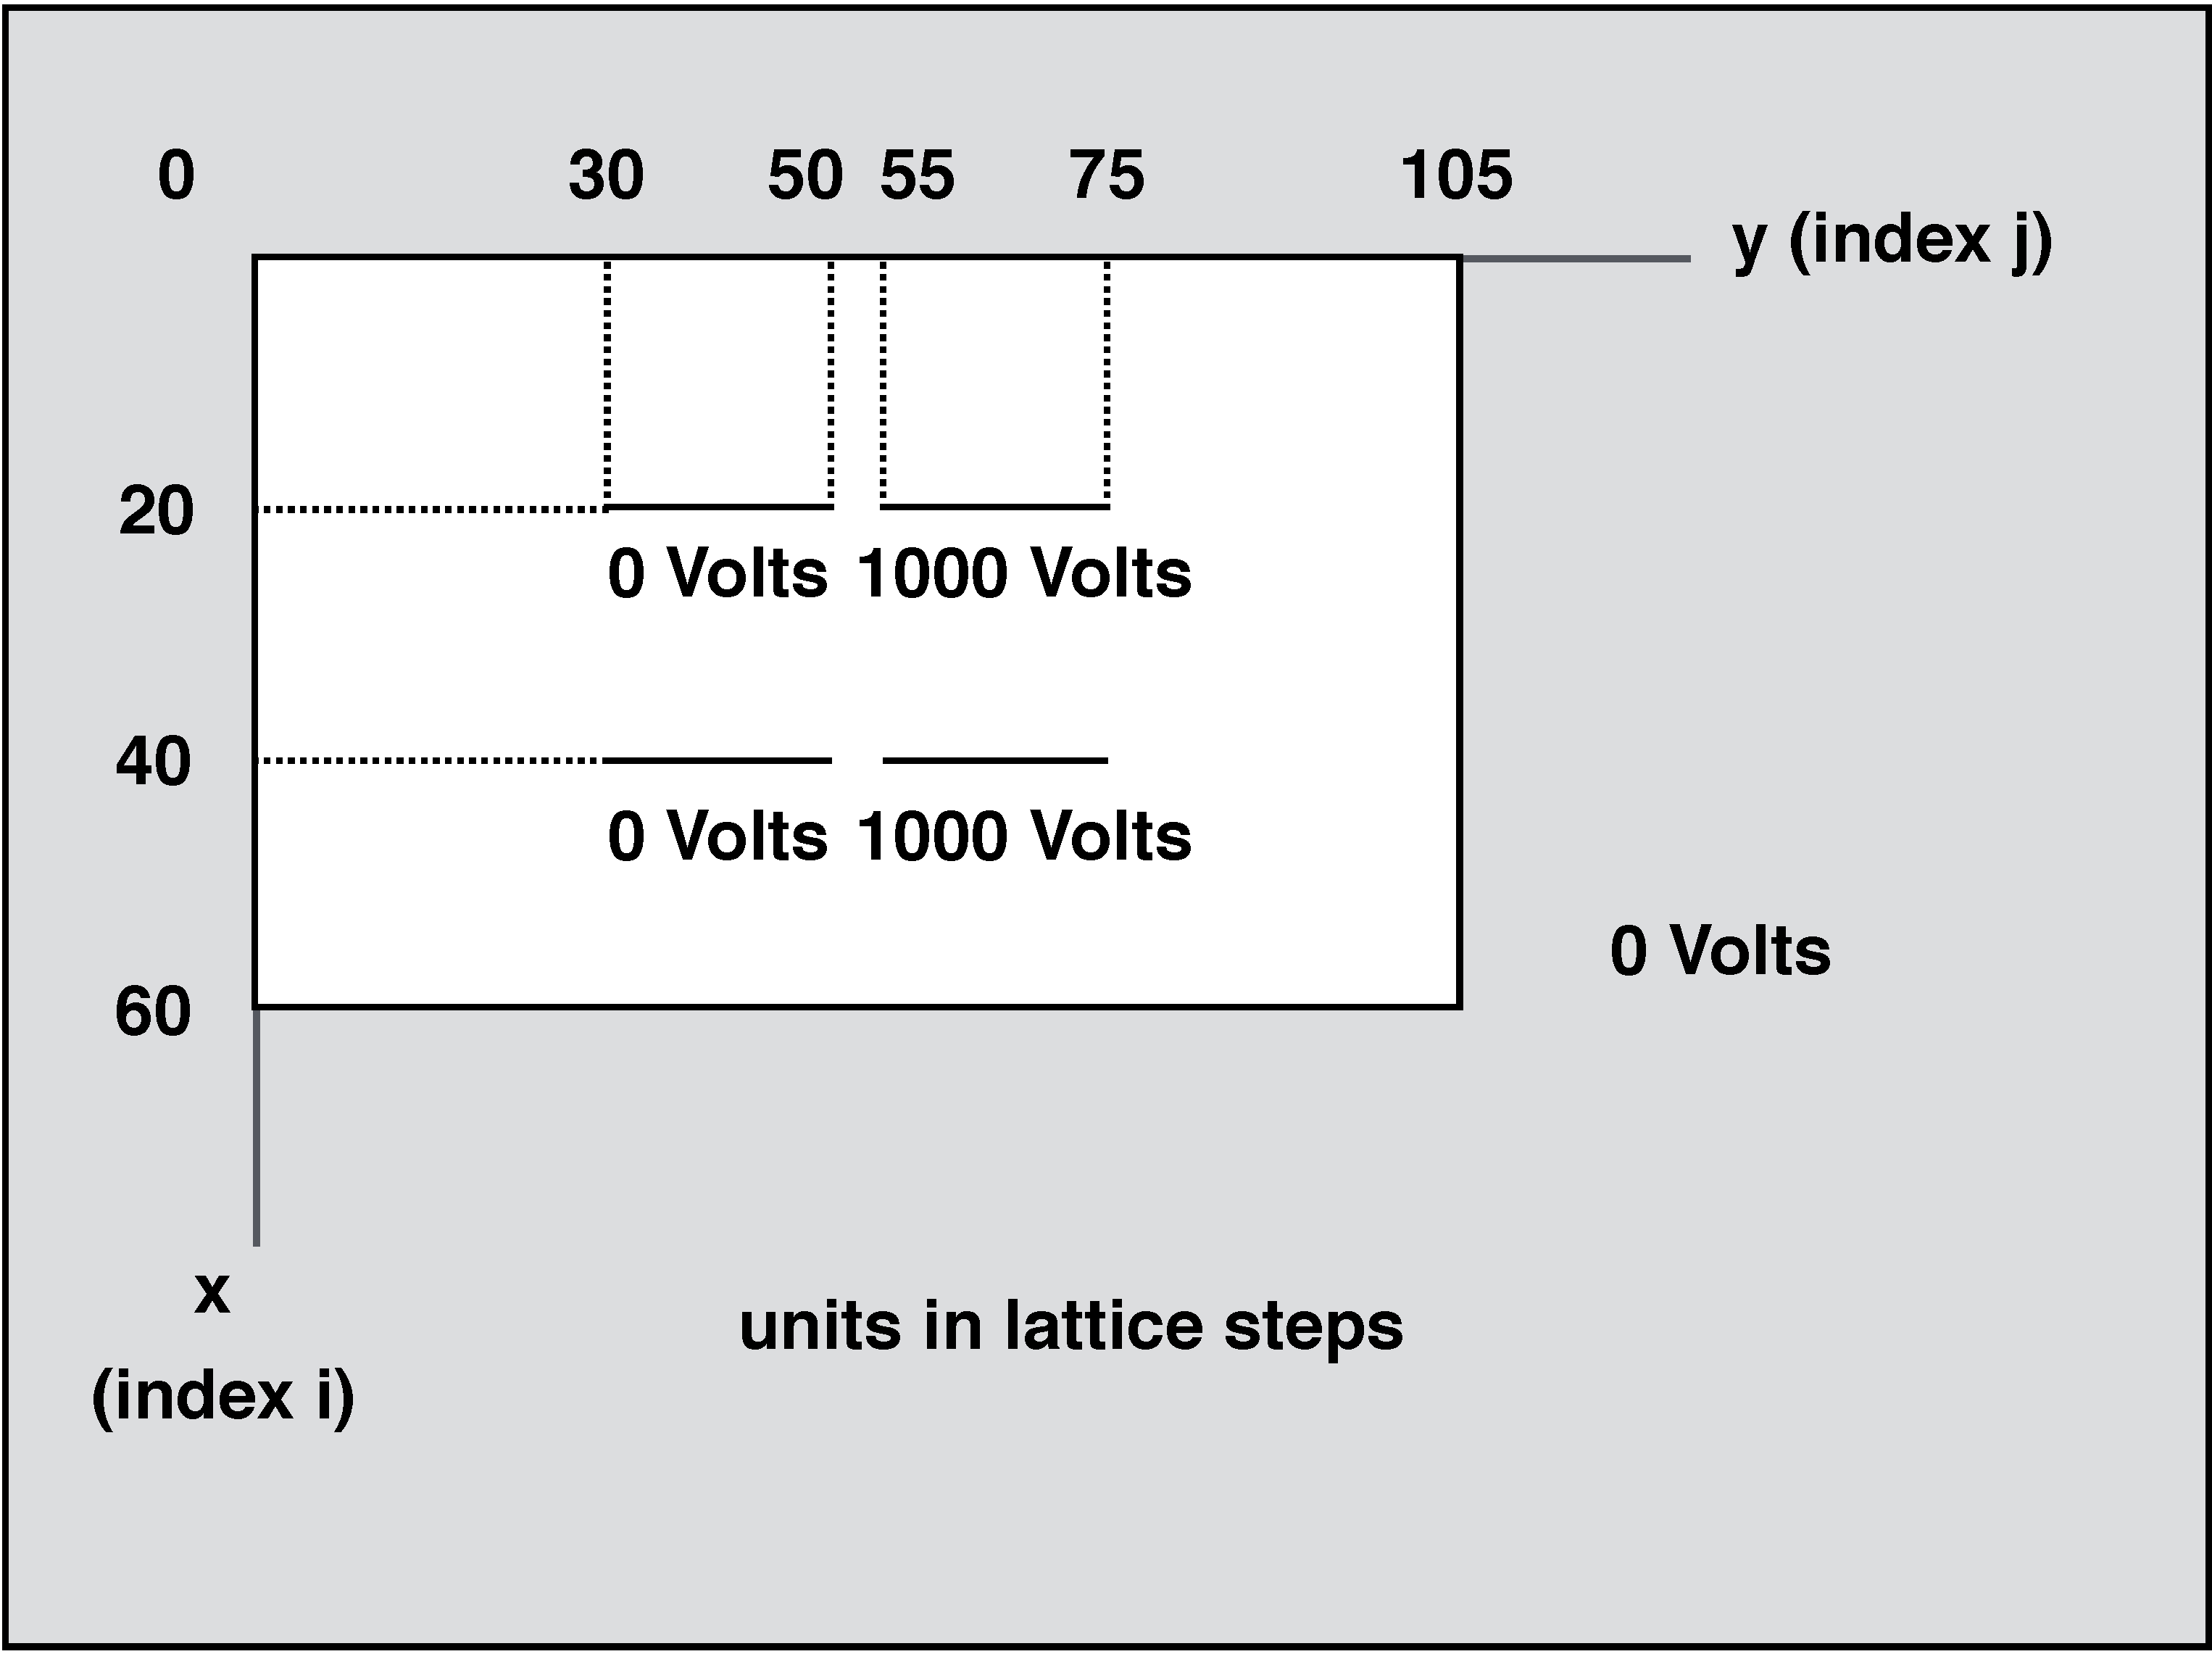 0 30 50 55 75 105
y (index j)
20
0 Volts 1000 Volts
40
0 Volts 1000 Volts
0 Volts
60
x
(index i)
units in lattice steps